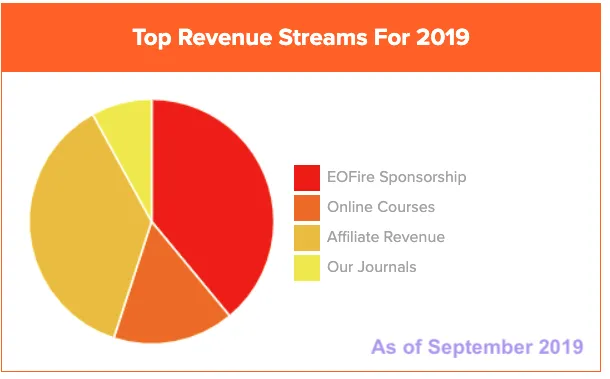 Top Revenue Streams For 2019
EOFire Sponsorship
Online Courses
Affiliate Revenue
Our Journals
As of September 2019